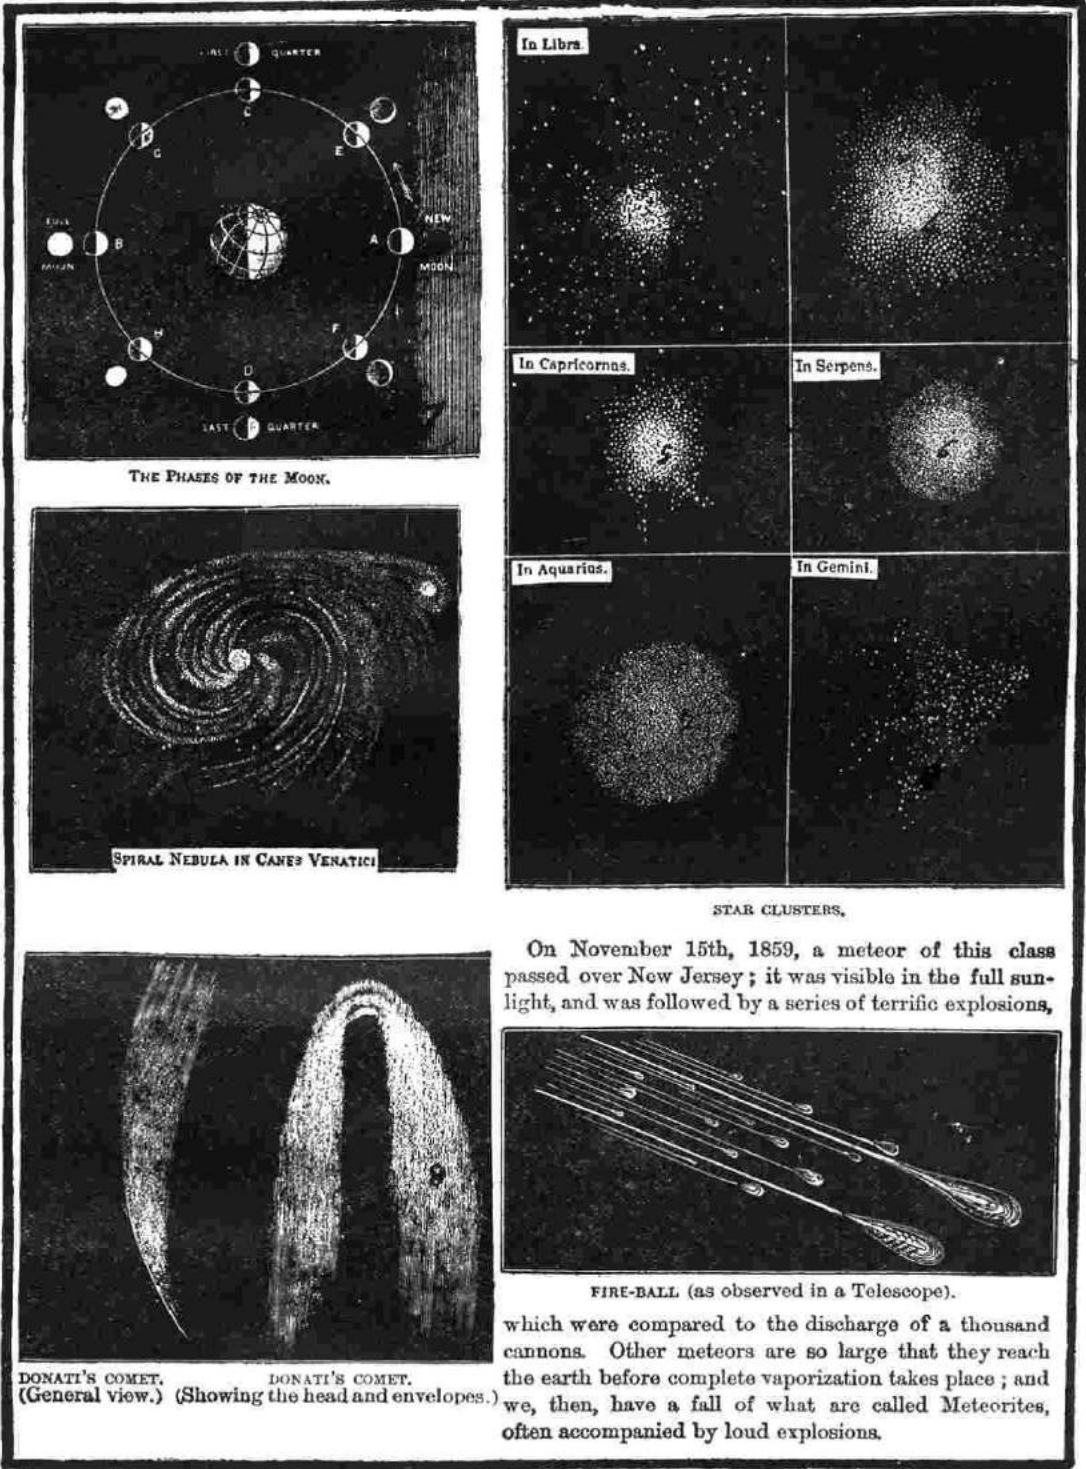 FIRST QUARTER
C
G
E
FULL
MOON
B
A
NEW
MOON
H
F
D
LAST QUARTER
THE PHASES OF THE MOON.
SPIRAL NEBULA IN CANES VENATICI
DONATI'S COMET.
(General view.)
DONATI'S COMET.
(Showing the head and envelopes.)
In Libra.
In Capricornus.
In Serpens.
In Aquarius.
In Gemini.
STAR CLUSTERS.
On November 15th, 1859, a meteor of this class
passed over New Jersey; it was visible in the full sun-
light, and was followed by a series of terrific explosions,
FIRE-BALL (as observed in a Telescope).
which were compared to the discharge of a thousand
cannons. Other meteors are so large that they reach
the earth before complete vaporization takes place; and
we, then, have a fall of what are called Meteorites,
often accompanied by loud explosions.